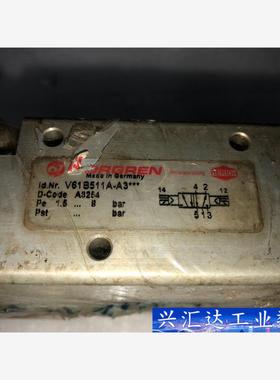 NORGREN
Made in Germany
Id.Nr. V61B511A-A3***
D-Code A3254
Pe 1.5 ... 8 bar
Pst ... bar
14 4 2 12
5 1 3
兴汇达工业